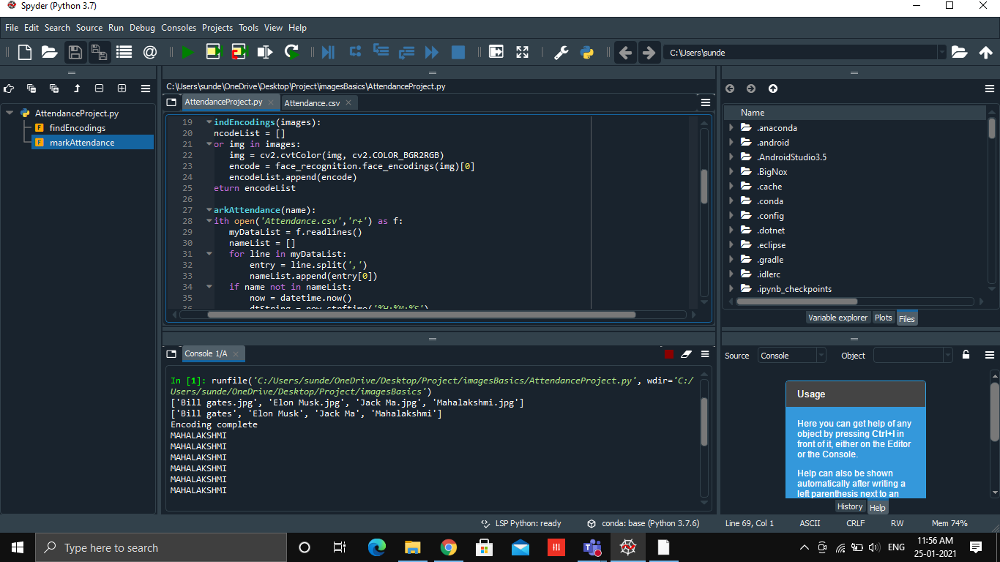 Spyder (Python 3.7)
File Edit Search Source Run Debug Consoles Projects Tools View Help
C:\Users\sunde
AttendanceProject.py
findEncodings
markAttendance
C:\Users\sunde\OneDrive\Desktop\Project\imagesBasics\AttendanceProject.py
AttendanceProject.py Attendance.csv
19 indEncodings(images):
20 ncodeList = []
21 or img in images:
22 img = cv2.cvtColor(img, cv2.COLOR_BGR2RGB)
23 encode = face_recognition.face_encodings(img)[0]
24 encodeList.append(encode)
25 eturn encodeList
26
27 arkAttendance(name):
28 ith open('Attendance.csv','r+') as f:
29 myDataList = f.readlines()
30 nameList = []
31 for line in myDataList:
32 entry = line.split(',')
33 nameList.append(entry[0])
34 if name not in nameList:
35 now = datetime.now()
36 dtString = now.strftime('%H:%M:%S')
Console 1/A
In [1]: runfile('C:/Users/sunde/OneDrive/Desktop/Project/imagesBasics/AttendanceProject.py', wdir='C:/
Users/sunde/OneDrive/Desktop/Project/imagesBasics')
['Bill gates.jpg', 'Elon Musk.jpg', 'Jack Ma.jpg', 'Mahalakshmi.jpg']
['Bill gates', 'Elon Musk', 'Jack Ma', 'Mahalakshmi']
Encoding complete
MAHALAKSHMI
MAHALAKSHMI
MAHALAKSHMI
MAHALAKSHMI
MAHALAKSHMI
MAHALAKSHMI
Name
.anaconda
.android
.AndroidStudio3.5
.BigNox
.cache
.conda
.config
.dotnet
.eclipse
.gradle
.idlerc
.ipynb_checkpoints
Variable explorer Plots Files
Source Console Object
Usage
Here you can get help of any
object by pressing Ctrl+I in
front of it, either on the Editor
or the Console.
Help can also be shown
automatically after writing a
left parenthesis next to an
History Help
LSP Python: ready conda: base (Python 3.7.6) Line 69, Col 1 ASCII CRLF RW Mem 74%
Type here to search
ENG
11:56 AM
25-01-2021